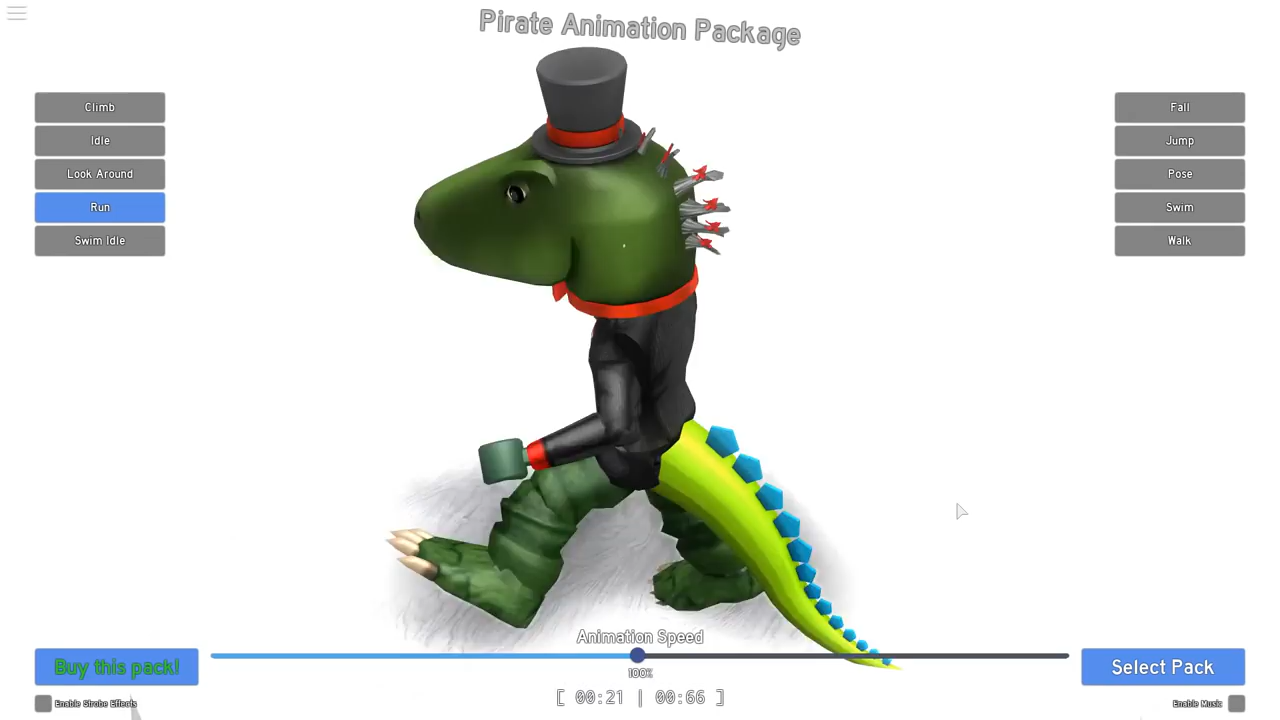 Pirate Animation Package
Climb
Idle
Look Around
Run
Swim Idle
Fall
Jump
Pose
Swim
Walk
Animation Speed
100%
Buy this pack!
Select Pack
[ 00:21 | 00:66 ]
Enable Strobe Effects
Enable Music